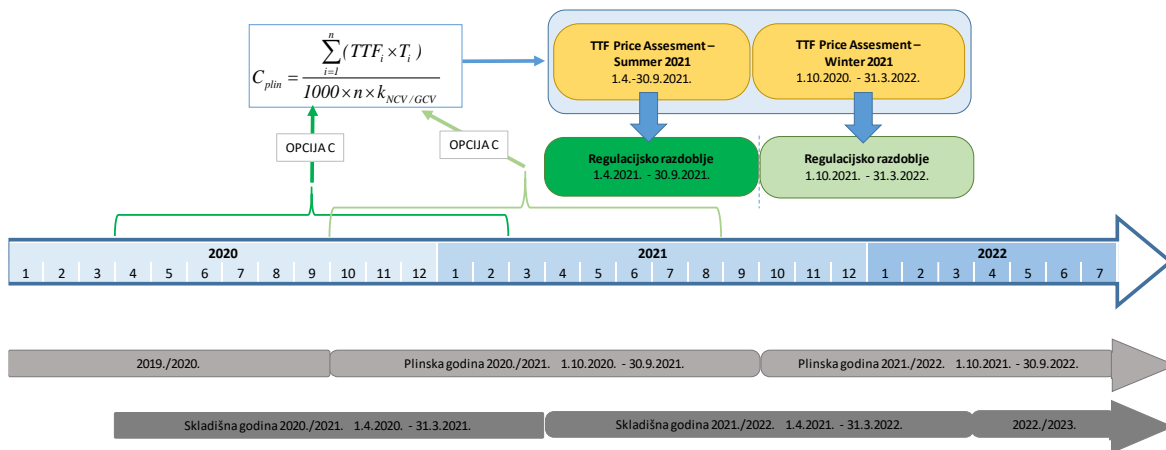 C_plin = \frac{\sum_{i=1}^{n}(TTF_i × T_i)}{1000 × n × k_{NCV/GCV}}
TTF Price Assesment –
Summer 2021
1.4.-30.9.2021.
TTF Price Assesment –
Winter 2021
1.10.2020. - 31.3.2022.
OPCIJA C
OPCIJA C
Regulacijsko razdoblje
1.4.2021. - 30.9.2021.
Regulacijsko razdoblje
1.10.2021. - 31.3.2022.
2020 2021 2022
1 2 3 4 5 6 7 8 9 10 11 12 1 2 3 4 5 6 7 8 9 10 11 12 1 2 3 4 5 6 7
2019./2020. Plinska godina 2020./2021. 1.10.2020. - 30.9.2021. Plinska godina 2021./2022. 1.10.2021. - 30.9.2022.
Skladišna godina 2020./2021. 1.4.2020. - 31.3.2021. Skladišna godina 2021./2022. 1.4.2021. - 31.3.2022. 2022./2023.